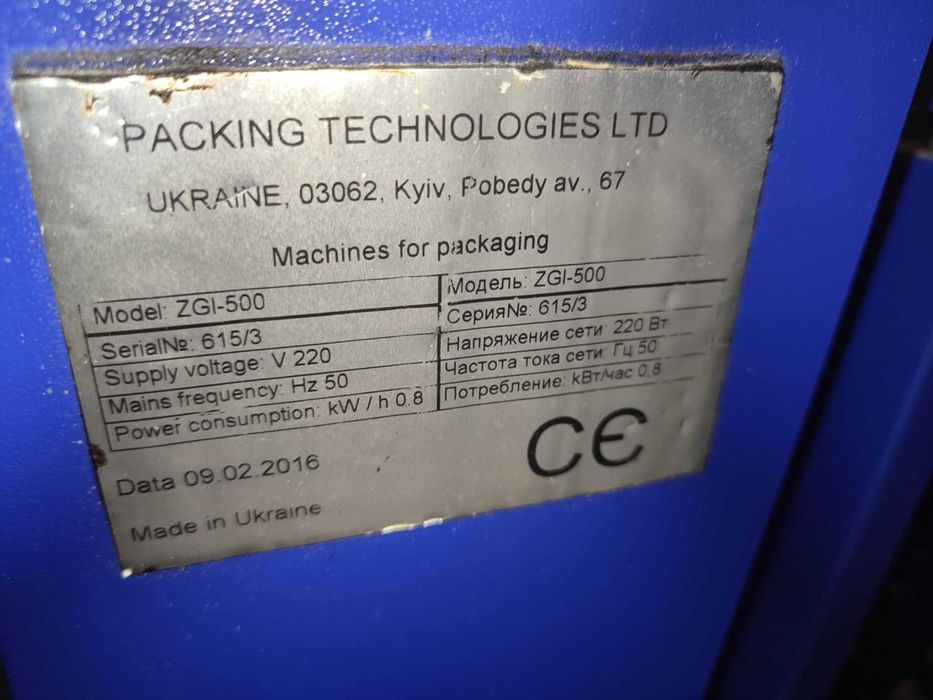 PACKING TECHNOLOGIES LTD
UKRAINE, 03062, Kyiv, Pobedy av., 67
Machines for packaging
Model: ZGI-500
Serial№: 615/3
Supply voltage: V 220
Mains frequency: Hz 50
Power consumption: kW / h 0.8
Модель: ZGI-500
Серия№: 615/3
Напряжение сети: 220 Вт
Частота тока сети: Гц 50
Потребление: кВт/час 0,8
Data 09.02.2016
CE
Made in Ukraine